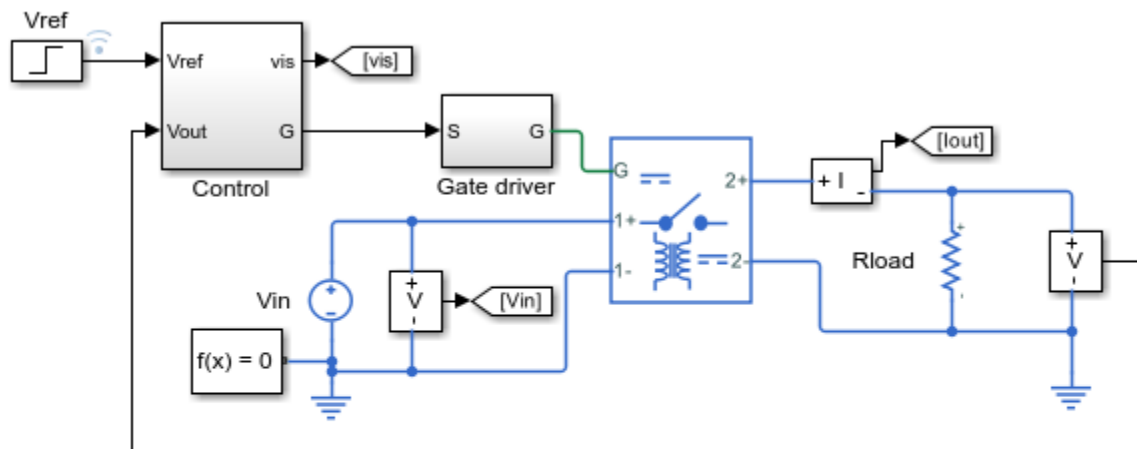 Vref
Vref
vis
[vis]
Vout
G
Control
S
G
Gate driver
G
1+
1-
2+
2-
+ I
-
[Iout]
Vin
+
-
+
V
-
[Vin]
f(x) = 0
Rload
+
-
+
V
-